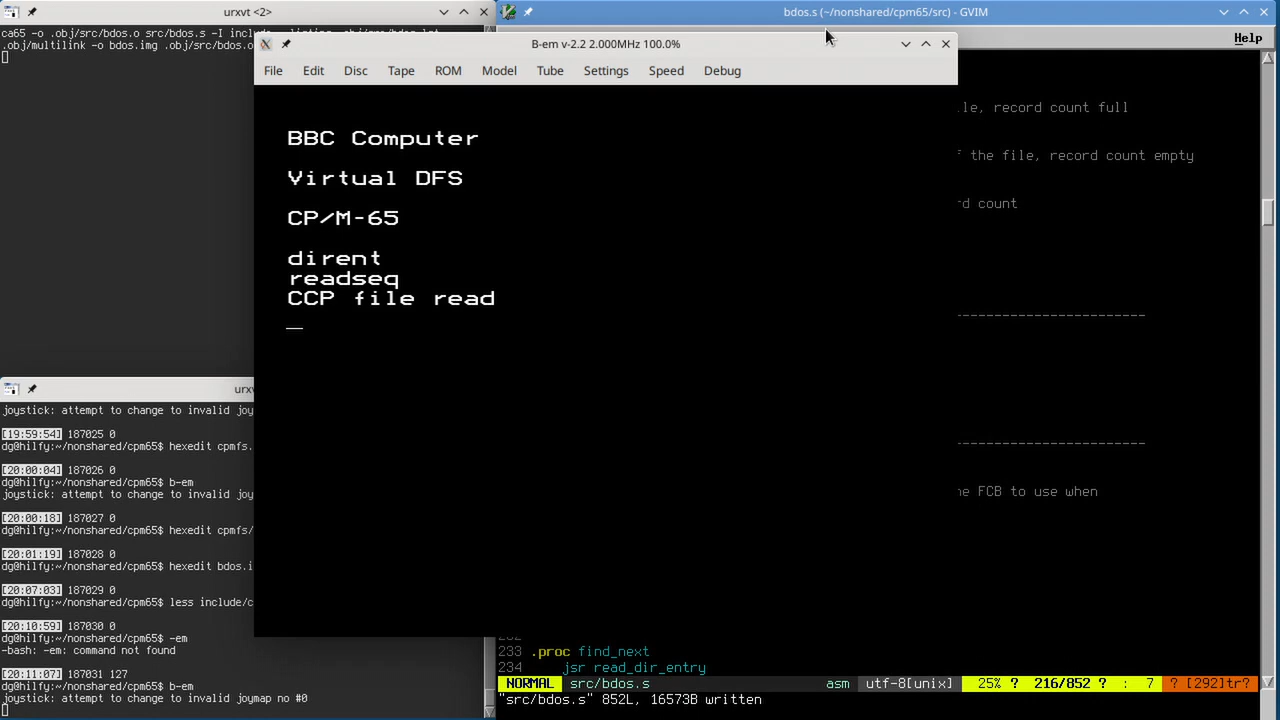 urxvt <2>
bdos.s (~/nonshared/cpm65/src) - GVIM
ca65 -o .obj/src/bdos.o src/bdos.s -I include
.obj/multilink -o bdos.img .obj/src/bdos.o
Help
B-em v-2.2 2.000MHz 100.0%
File Edit Disc Tape ROM Model Tube Settings Speed Debug
BBC Computer
Virtual DFS
CP/M-65
dirent
readseq
CCP file read
le, record count full
f the file, record count empty
rd count
---------------------------
---------------------------
he FCB to use when
urxv
joystick: attempt to change to invalid joy
[19:59:54] 187025 0
dg@hilfy:~/nonshared/cpm65$ hexedit cpmfs.
[20:00:04] 187026 0
dg@hilfy:~/nonshared/cpm65$ b-em
joystick: attempt to change to invalid joy
[20:00:18] 187027 0
dg@hilfy:~/nonshared/cpm65$ hexedit cpmfs/
[20:01:19] 187028 0
dg@hilfy:~/nonshared/cpm65$ hexedit bdos.i
[20:07:03] 187029 0
dg@hilfy:~/nonshared/cpm65$ less include/c
[20:10:59] 187030 0
dg@hilfy:~/nonshared/cpm65$ -em
-bash: -em: command not found
[20:11:07] 187031 127
dg@hilfy:~/nonshared/cpm65$ b-em
joystick: attempt to change to invalid joymap no #0
233 .proc find_next
234 jsr read_dir_entry
NORMAL src/bdos.s asm utf-8[unix] 25% ? 216/852 ? : 7 ? [292]tr?
"src/bdos.s" 852L, 16573B written